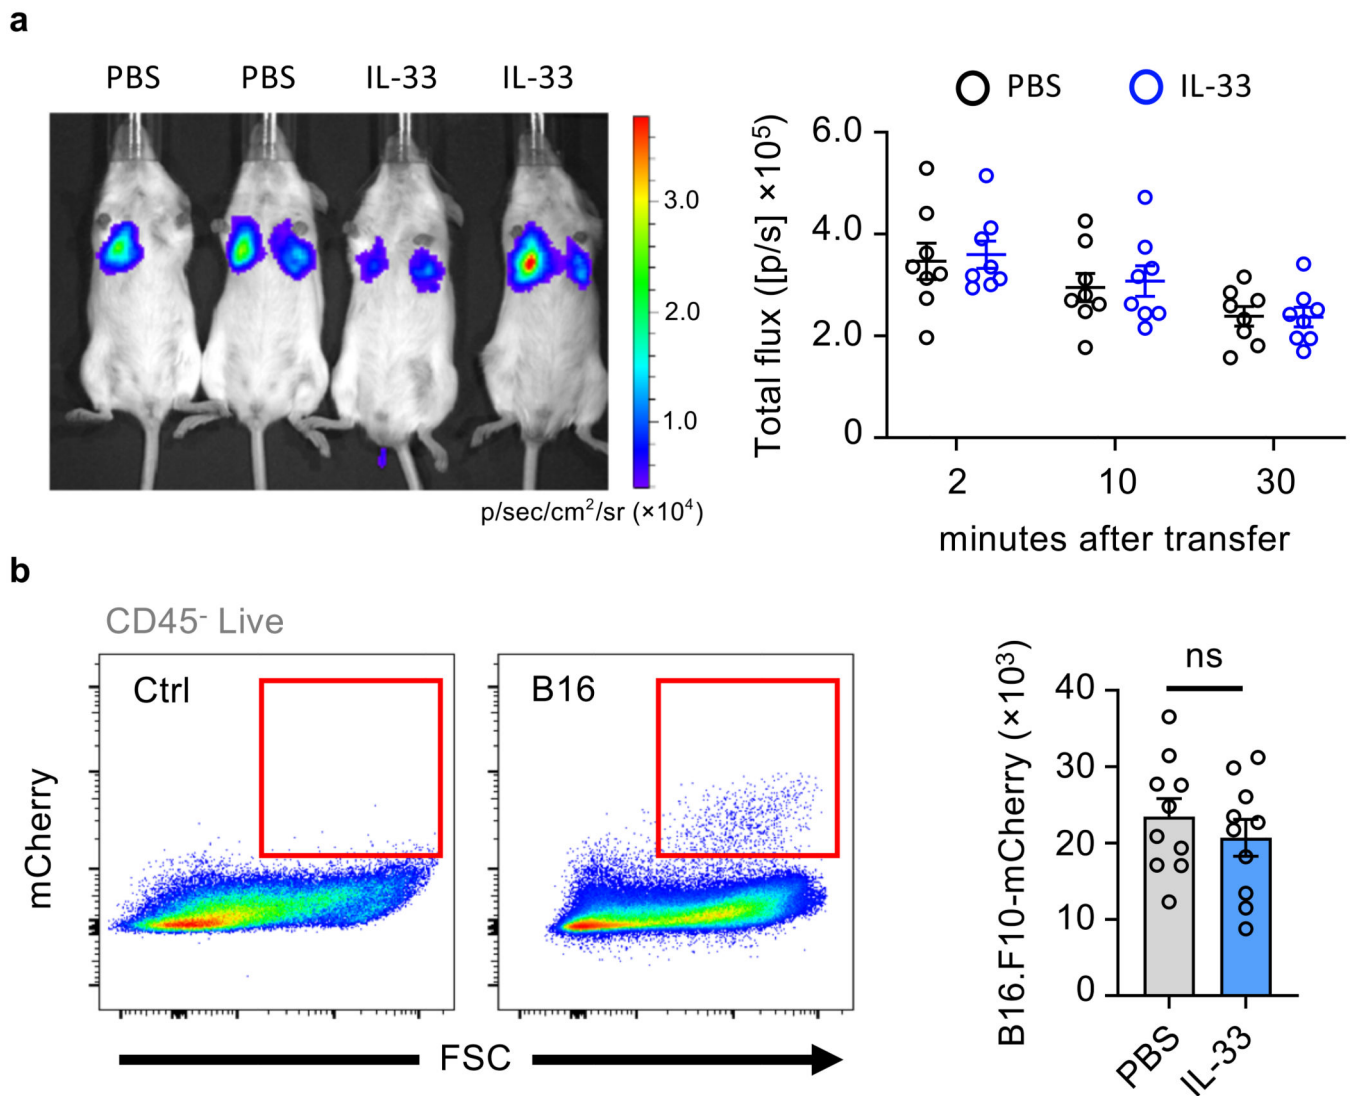 a
PBS PBS IL-33 IL-33
PBS IL-33
3.0
2.0
1.0
p/sec/cm²/sr (×10⁴)
Total flux ([p/s] ×10⁵)
6.0
4.0
2.0
0
2 10 30
minutes after transfer
b
CD45⁻ Live
Ctrl
B16
mCherry
FSC
B16.F10-mCherry (×10³)
ns
40
30
20
10
0
PBS
IL-33